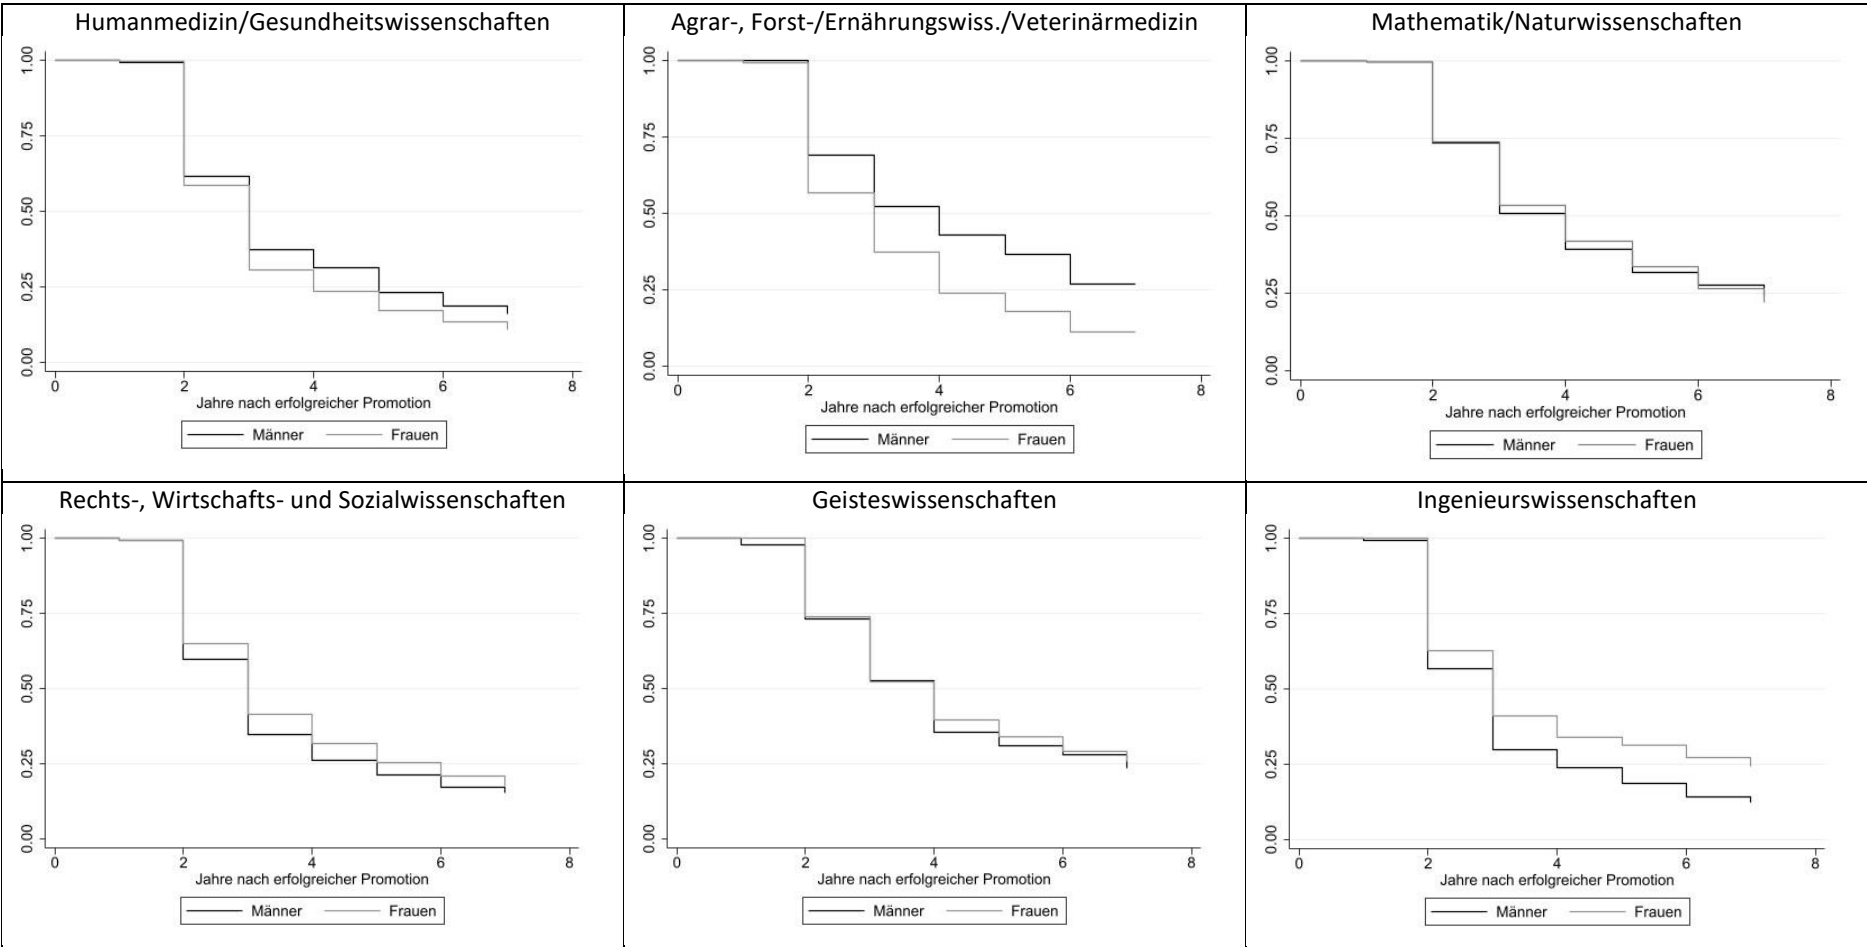 Humanmedizin/Gesundheitswissenschaften
1.00
0.75
0.50
0.25
0.00
0 2 4 6 8
Jahre nach erfolgreicher Promotion
Männer Frauen
Agrar-, Forst-/Ernährungswiss./Veterinärmedizin
1.00
0.75
0.50
0.25
0.00
0 2 4 6 8
Jahre nach erfolgreicher Promotion
Männer Frauen
Mathematik/Naturwissenschaften
1.00
0.75
0.50
0.25
0.00
0 2 4 6 8
Jahre nach erfolgreicher Promotion
Männer Frauen
Rechts-, Wirtschafts- und Sozialwissenschaften
1.00
0.75
0.50
0.25
0.00
0 2 4 6 8
Jahre nach erfolgreicher Promotion
Männer Frauen
Geisteswissenschaften
1.00
0.75
0.50
0.25
0.00
0 2 4 6 8
Jahre nach erfolgreicher Promotion
Männer Frauen
Ingenieurswissenschaften
1.00
0.75
0.50
0.25
0.00
0 2 4 6 8
Jahre nach erfolgreicher Promotion
Männer Frauen